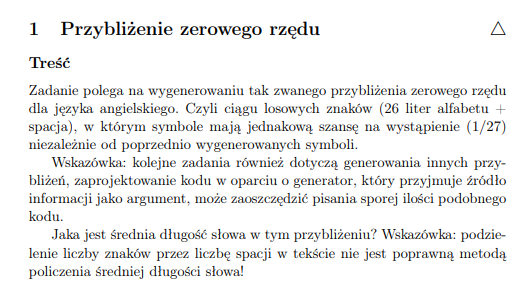 1 Przybliżenie zerowego rzędu △
Treść
Zadanie polega na wygenerowaniu tak zwanego przybliżenia zerowego rzędu
dla języka angielskiego. Czyli ciągu losowych znaków (26 liter alfabetu +
spacja), w którym symbole mają jednakową szansę na wystąpienie (1/27)
niezależnie od poprzednio wygenerowanych symboli.
Wskazówka: kolejne zadania również dotyczą generowania innych przy-
bliżeń, zaprojektowanie kodu w oparciu o generator, który przyjmuje źródło
informacji jako argument, może zaoszczędzić pisania sporej ilości podobnego
kodu.
Jaka jest średnia długość słowa w tym przybliżeniu? Wskazówka: podzie-
lenie liczby znaków przez liczbę spacji w tekście nie jest poprawną metodą
policzenia średniej długości słowa!